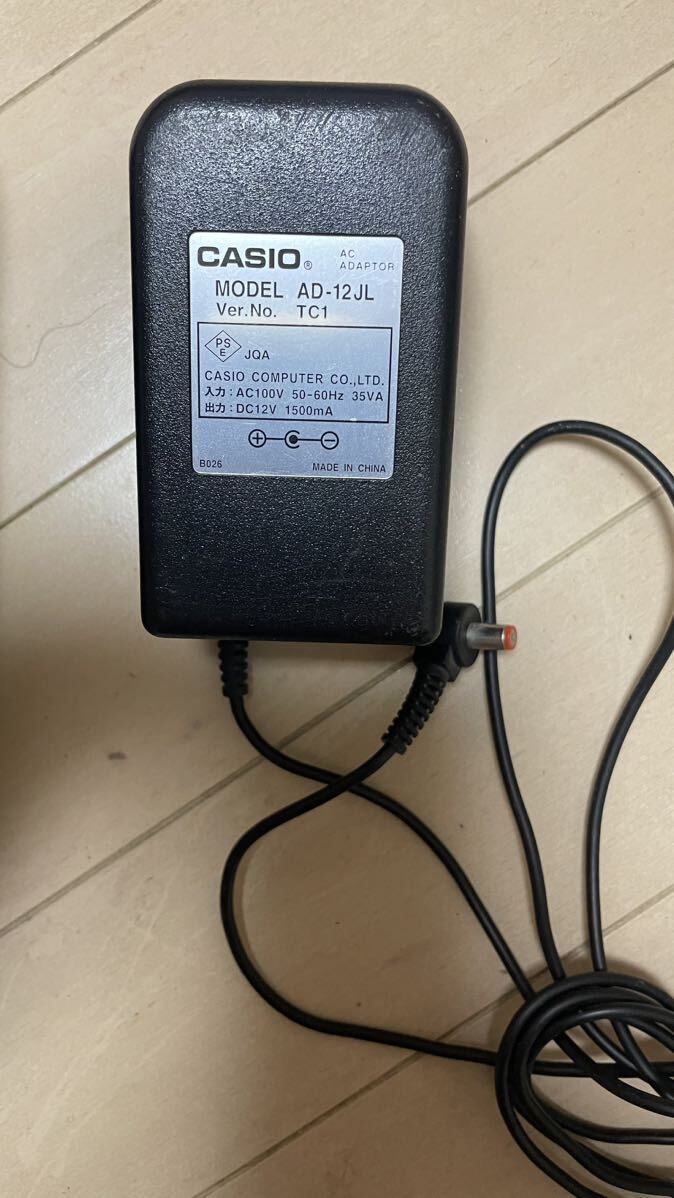 CASIO®
AC
ADAPTOR
MODEL AD-12JL
Ver.No. TC1
PS
E
JQA
CASIO COMPUTER CO.,LTD.
入力:AC100V 50-60Hz 35VA
出力:DC12V 1500mA
B026
MADE IN CHINA